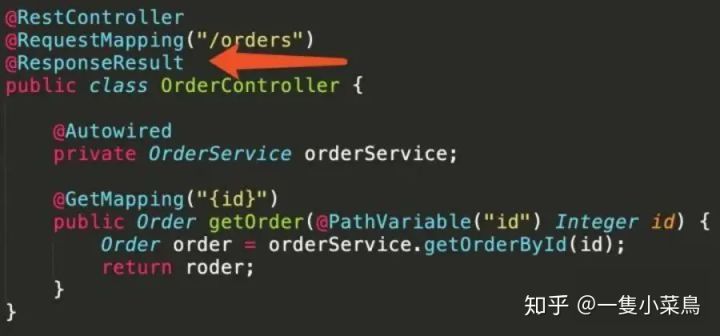 @RestController
@RequestMapping("/orders")
@ResponseResult
public class OrderController {
@Autowired
private OrderService orderService;
@GetMapping("{id}")
public Order getOrder(@PathVariable("id") Integer id) {
Order order = orderService.getOrderById(id);
return roder;
}
}
知乎 @一隻小菜鳥